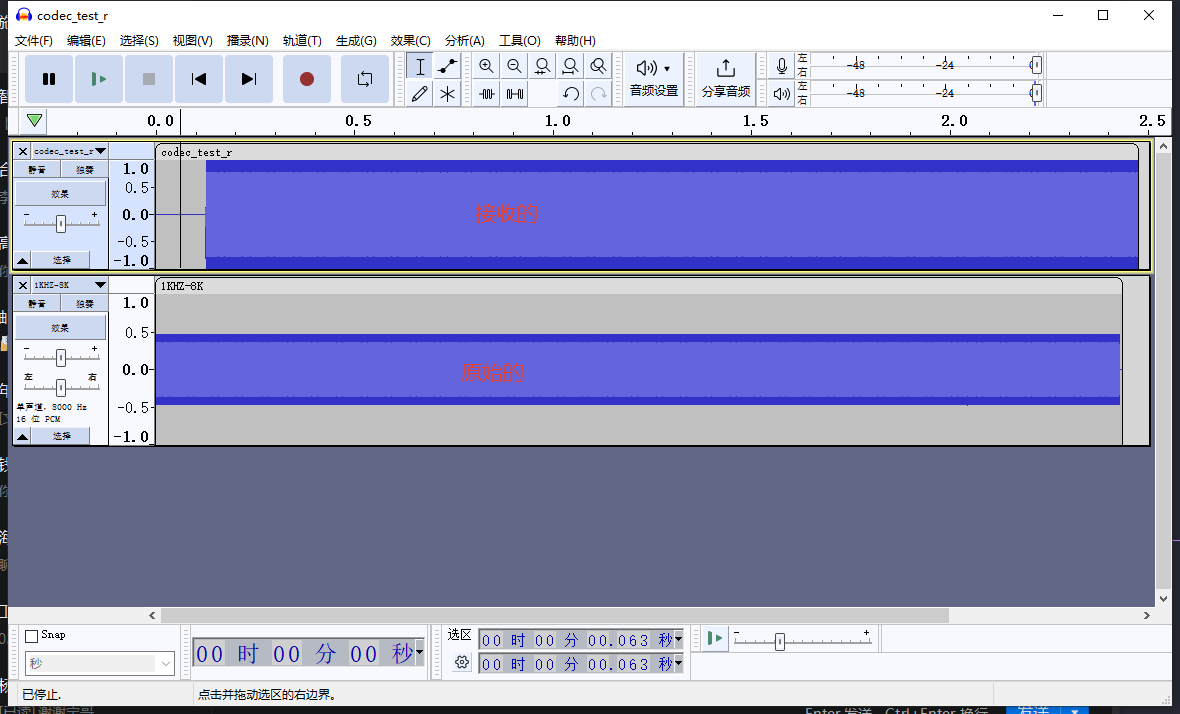 codec_test_r
文件(F) 编辑(E) 选择(S) 视图(V) 播录(N) 轨道(T) 生成(G) 效果(C) 分析(A) 工具(O) 帮助(H)
音频设置 分享音频
左 -48 -24 0
右
左 -48 -24 0
右
0.0 0.5 1.0 1.5 2.0 2.5
codec_test_r
静音 独奏
效果
- +
选择
1.0
0.5-
0.0-
-0.5-
-1.0
codec_test_r
接收的
1KHZ-8K
静音 独奏
效果
- +
左 右
单声道, 8000 Hz
16 位 PCM
选择
1.0
0.5-
0.0-
-0.5-
-1.0
1KHZ-8K
原始的
Snap
秒
00 时 00 分 00 秒
选区
00 时 00 分 00.063 秒
00 时 00 分 00.063 秒
- +
已停止.
点击并拖动选区的右边界。